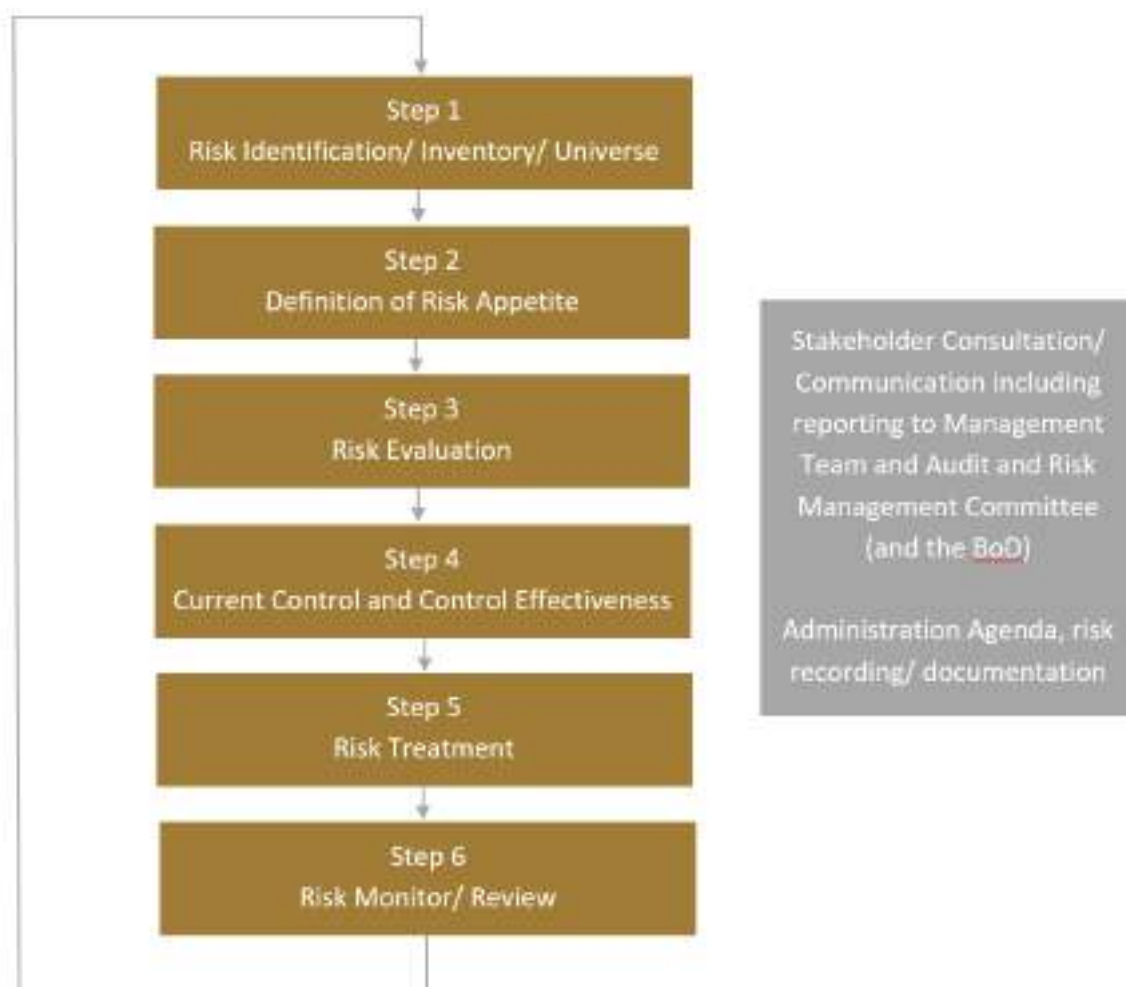 Step 1
Risk Identification/ Inventory/ Universe
Step 2
Definition of Risk Appetite
Step 3
Risk Evaluation
Step 4
Current Control and Control Effectiveness
Step 5
Risk Treatment
Step 6
Risk Monitor/ Review
Stakeholder Consultation/
Communication including
reporting to Management
Team and Audit and Risk
Management Committee
(and the BoD)
Administration Agenda, risk
recording/ documentation